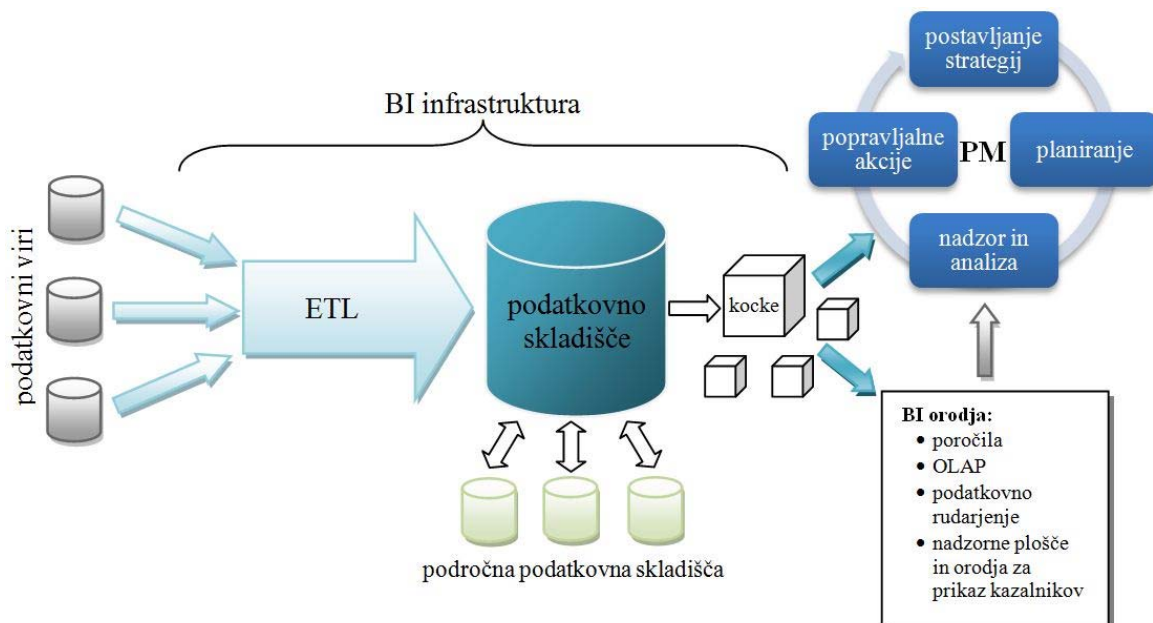 BI infrastruktura
podatkovni viri
ETL
podatkovno
skladišče
kocke
področna podatkovna skladišča
postavljanje
strategij
popravljalne
akcije
PM
planiranje
nadzor in
analiza
BI orodja:
• poročila
• OLAP
• podatkovno
rudarjenje
• nadzorne plošče
in orodja za
prikaz kazalnikov